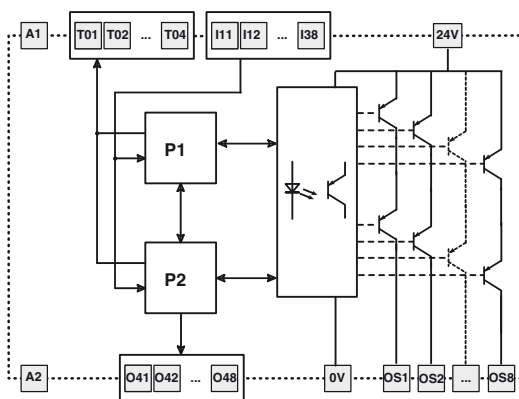 A1 T01 T02 ... T04 I11 I12 ... I38 24V
P1
P2
A2 O41 O42 ... O48 0V OS1 OS2 ... OS8